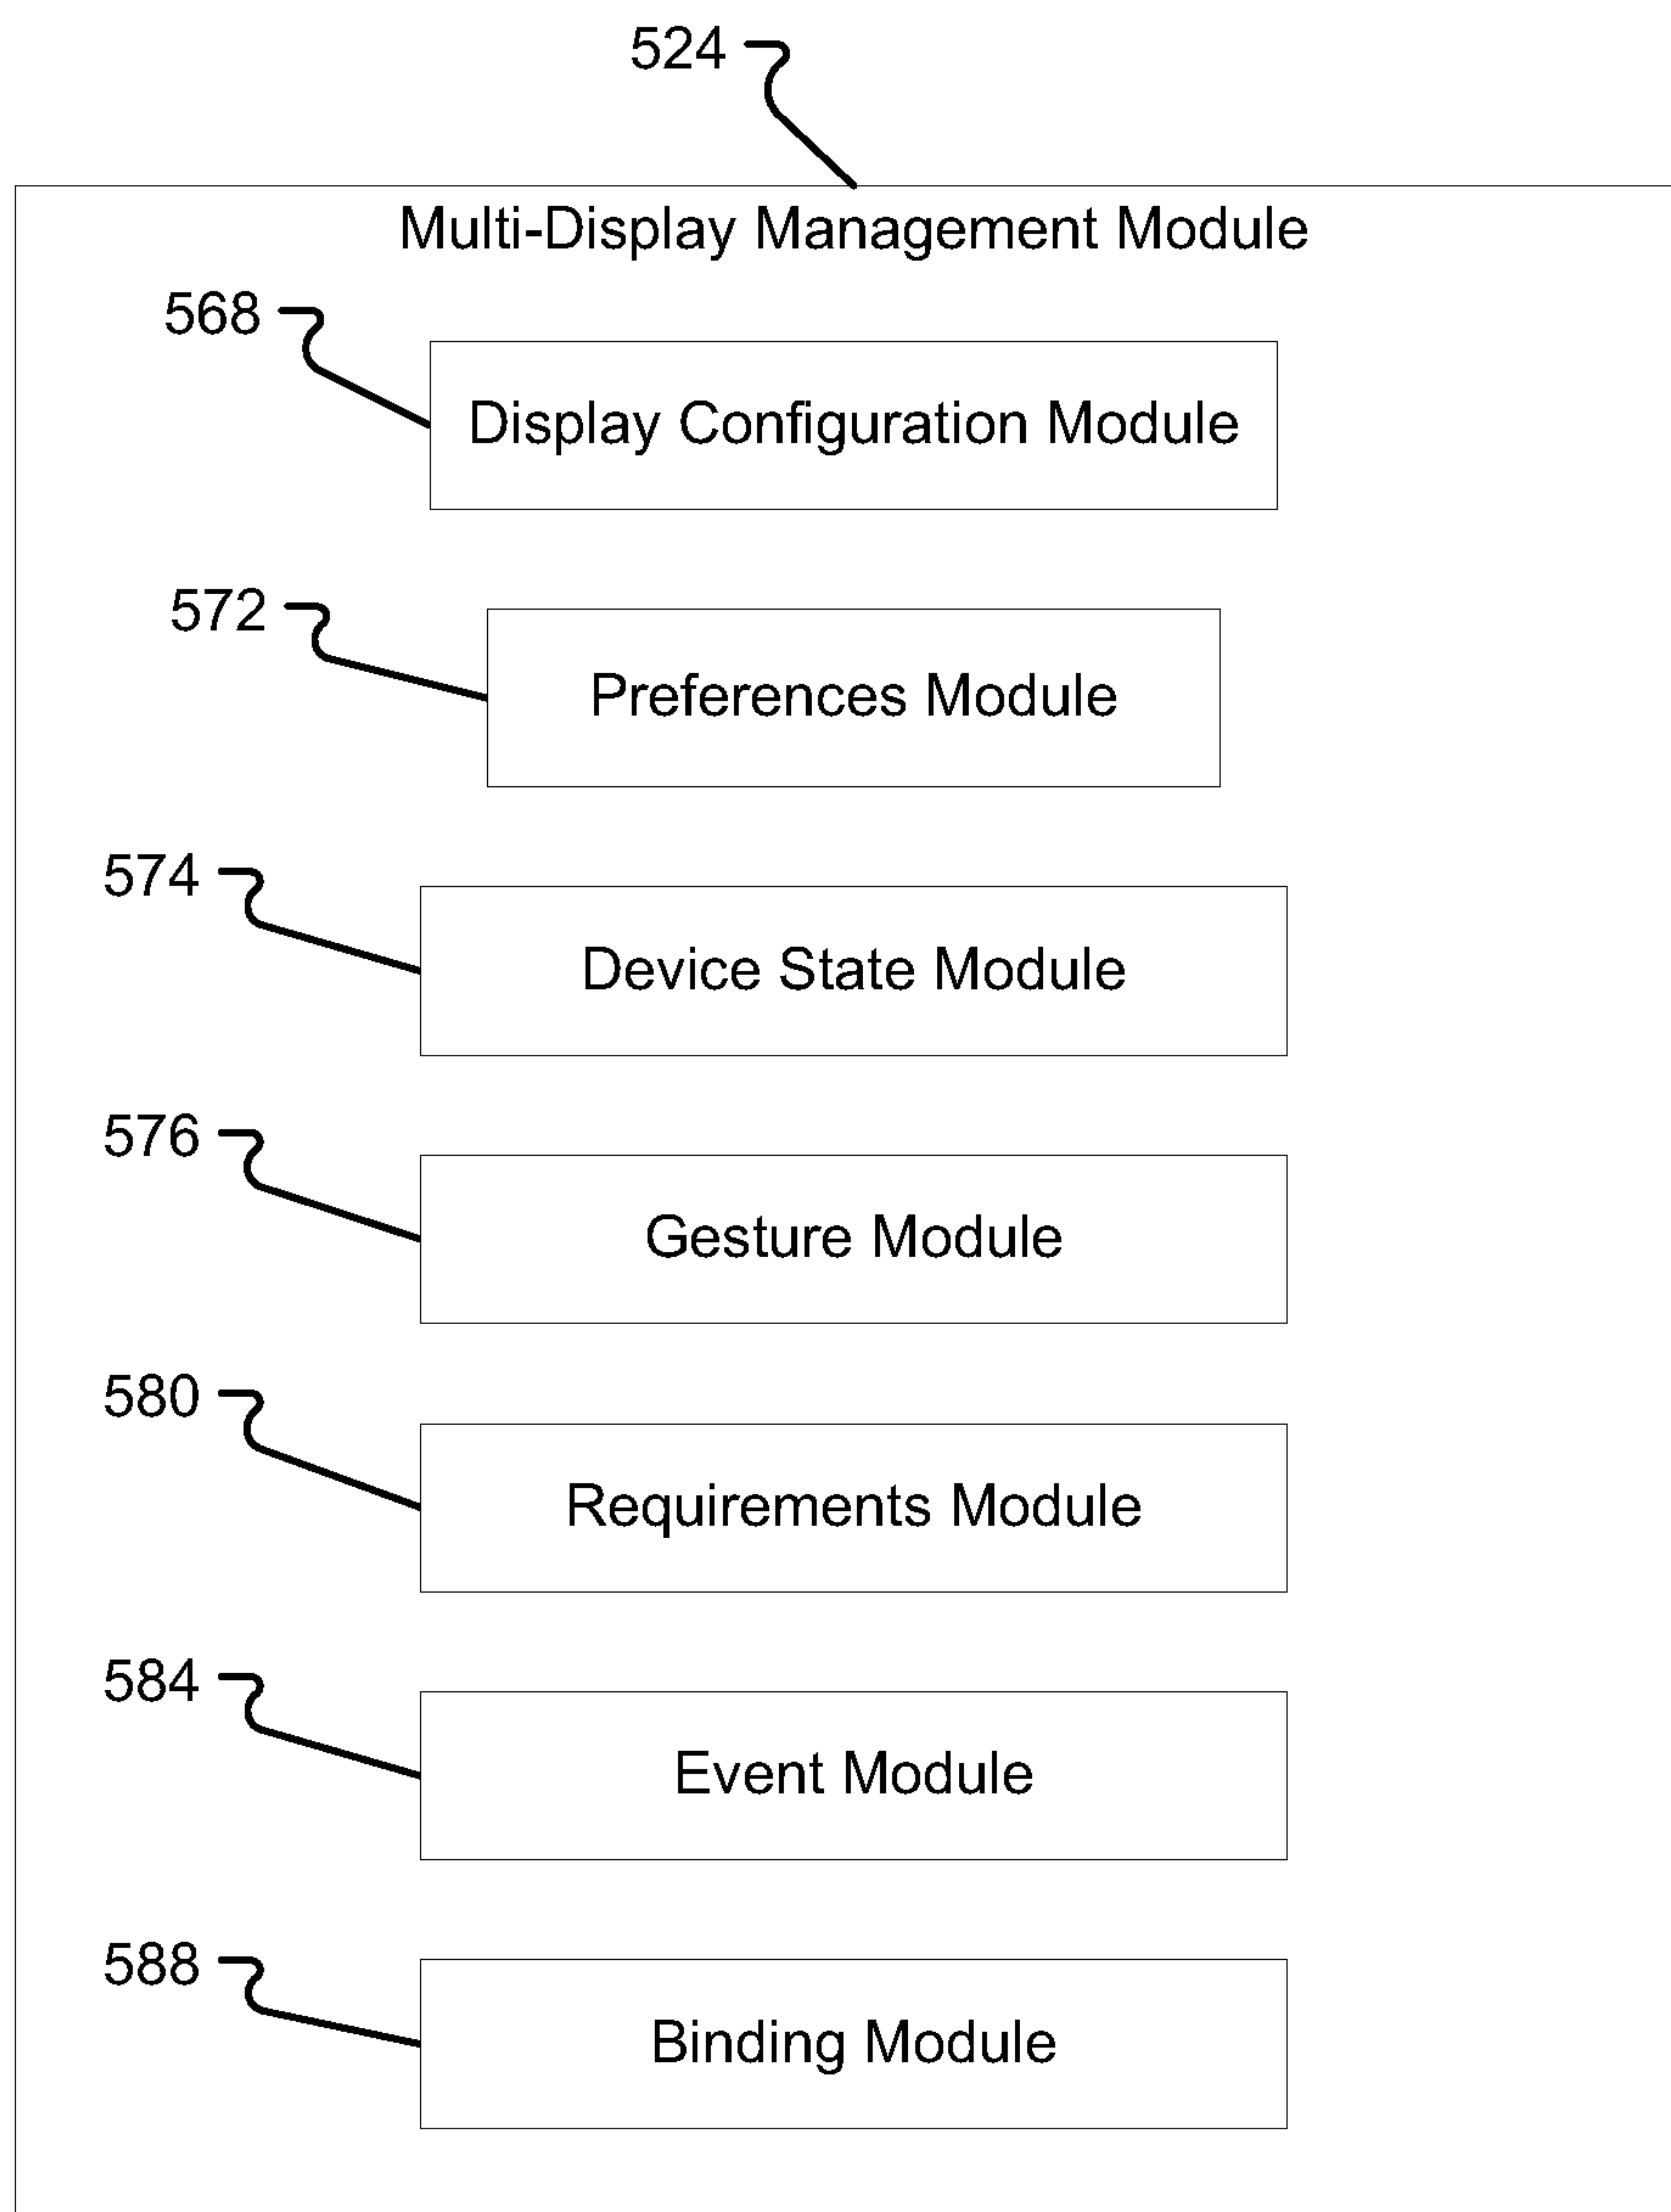 524
Multi-Display Management Module
568
Display Configuration Module
572
Preferences Module
574
Device State Module
576
Gesture Module
580
Requirements Module
584
Event Module
588
Binding Module